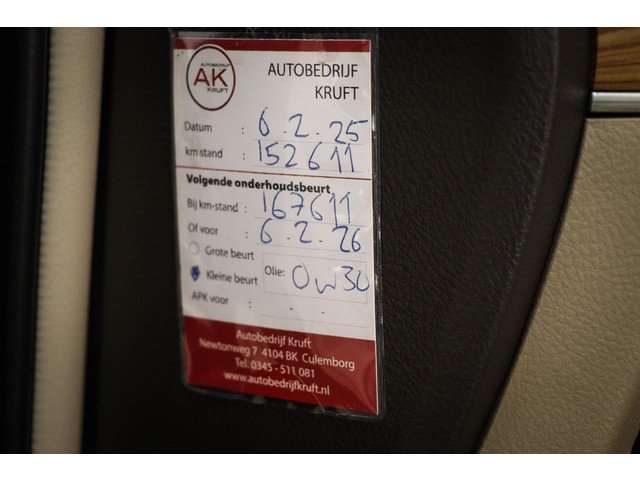 AUTOBEDRIJF
AK
KRUFT
AUTOBEDRIJF
KRUFT
Datum : 6-2-25
km stand : 152611
Volgende onderhoudsbeurt
Bij km-stand : 167611
Of voor : 6-2-26
Grote beurt
Kleine beurt Olie: 0w30
APK voor : - -
Autobedrijf Kruft
Newtonweg 7 4104 BK Culemborg
Tel. 0345 - 511 081
www.autobedrijfkruft.nl